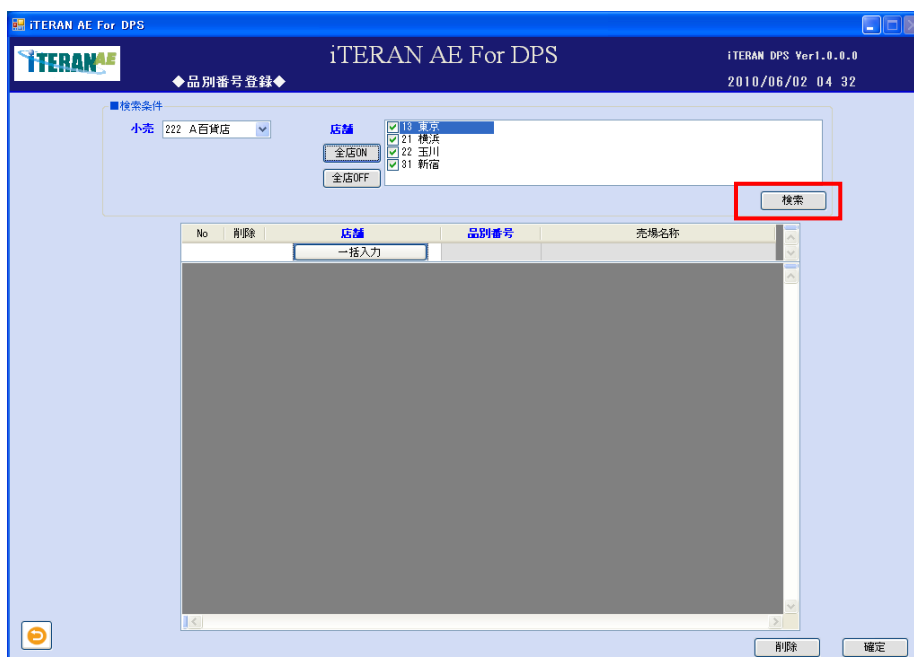 iTERAN AE For DPS
iTERAN AE
iTERAN AE For DPS
iTERAN DPS Ver1.0.0.0
◆品別番号登録◆
2010/06/02 04 32
■検索条件
小売 222 A百貨店
店舗
13 東京
21 横浜
22 玉川
31 新宿
全店ON
全店OFF
検索
No 削除 店舗 品別番号 売場名称
一括入力
削除 確定